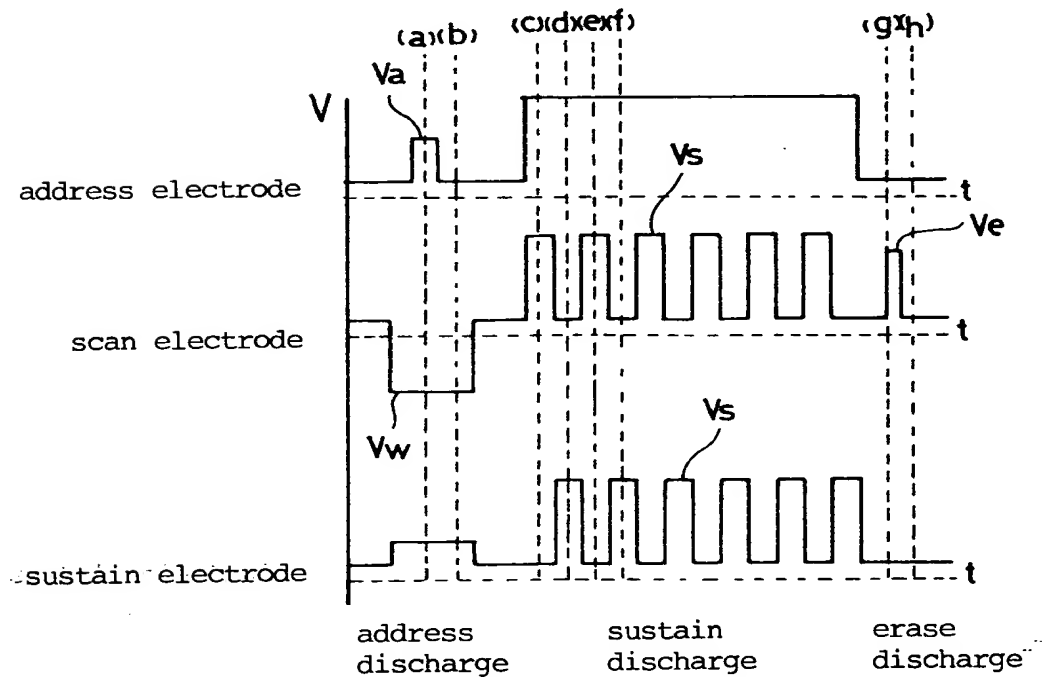 (a)(b) (c)(d)(e)(f) (g)(h)
Va
V
Vs
address electrode t
Ve
scan electrode t
Vw
Vs
sustain electrode t
address discharge
sustain discharge
erase discharge